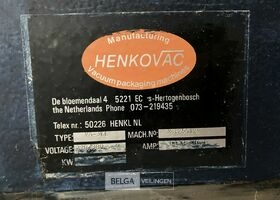 Manufacturing
HENKOVAC
Vacuum packaging machines
De bloemendaal 4 5221 EC 's-Hertogenbosch
the Netherlands Phone 073-219435
Telex nr.: 50226 HENKL NL
TYPE MACH.No
VOLTAGE AMP.
KW
BELGA VEILINGEN